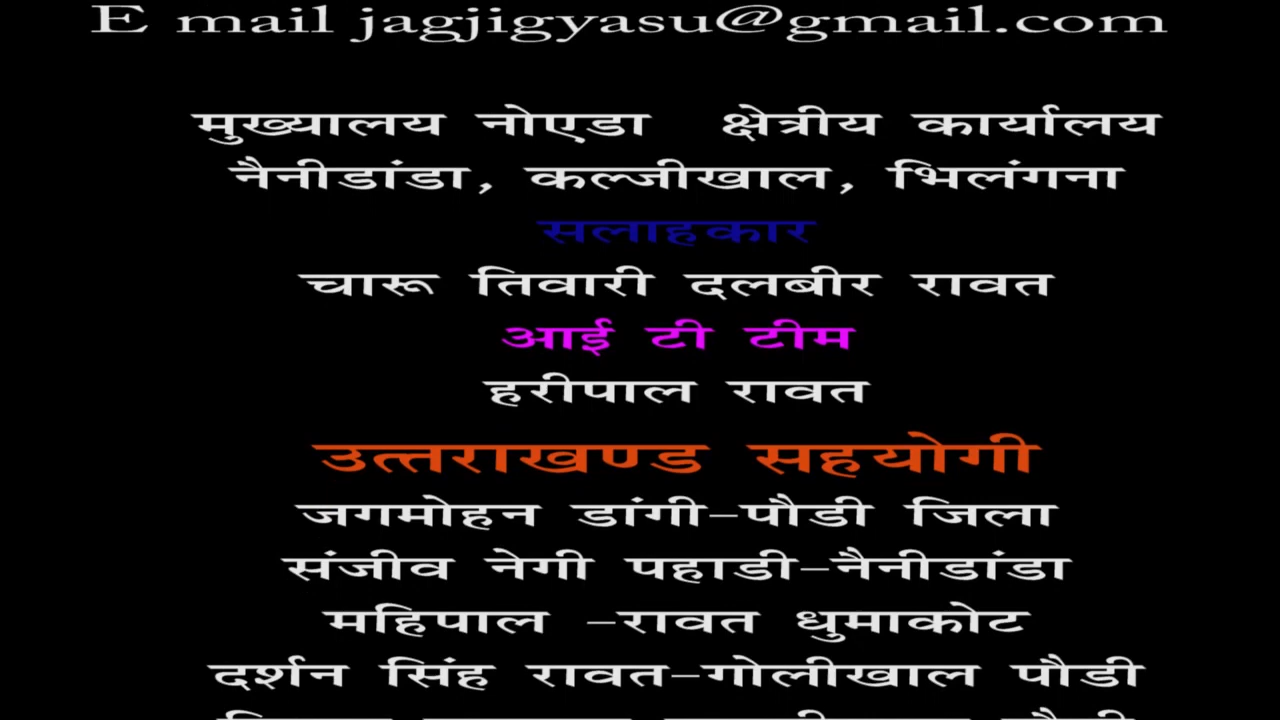 E mail jagjigyasu@gmail.com
मुख्यालय नोएडा क्षेत्रीय कार्यालय
नैनीडांडा, कल्जीखाल, भिलंगना
सलाहकार
चारू तिवारी दलबीर रावत
आई टी टीम
हरीपाल रावत
उत्तराखण्ड सहयोगी
जगमोहन डांगी-पौडी जिला
संजीव नेगी पहाडी-नैनीडांडा
महिपाल -रावत धुमाकोट
दर्शन सिंह रावत-गोलीखाल पौडी